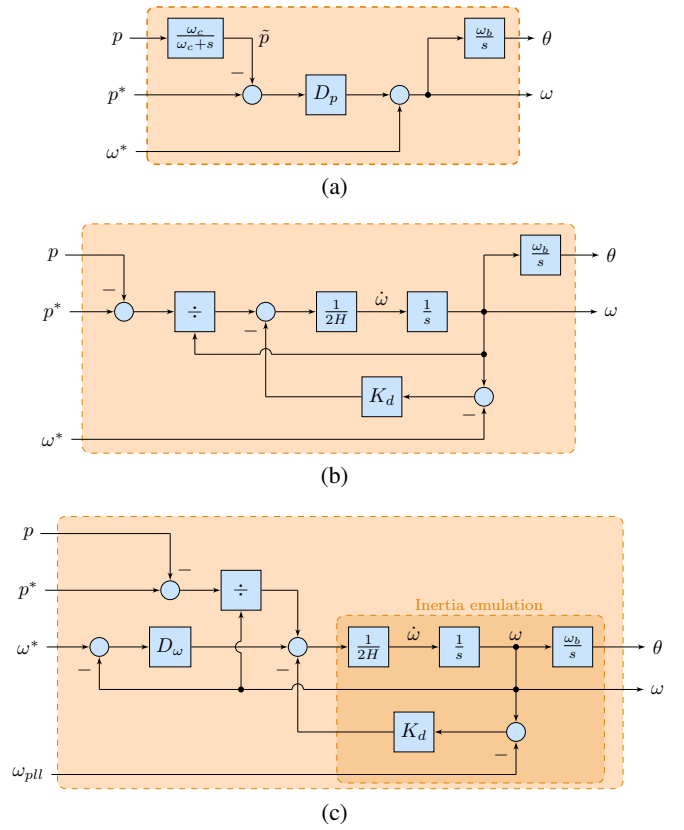 p
ω_c / ω_c + s
p̃
ω_b / s
θ
−
p*
D_p
ω
ω*
(a)
p
ω_b / s
θ
−
p*
÷
−
1 / 2H
ω̇
1 / s
ω
K_d
−
ω*
(b)
p
−
p*
÷
Inertia emulation
ω*
−
D_ω
−
1 / 2H
ω̇
1 / s
ω
ω_b / s
θ
ω
K_d
−
ω_pll
(c)